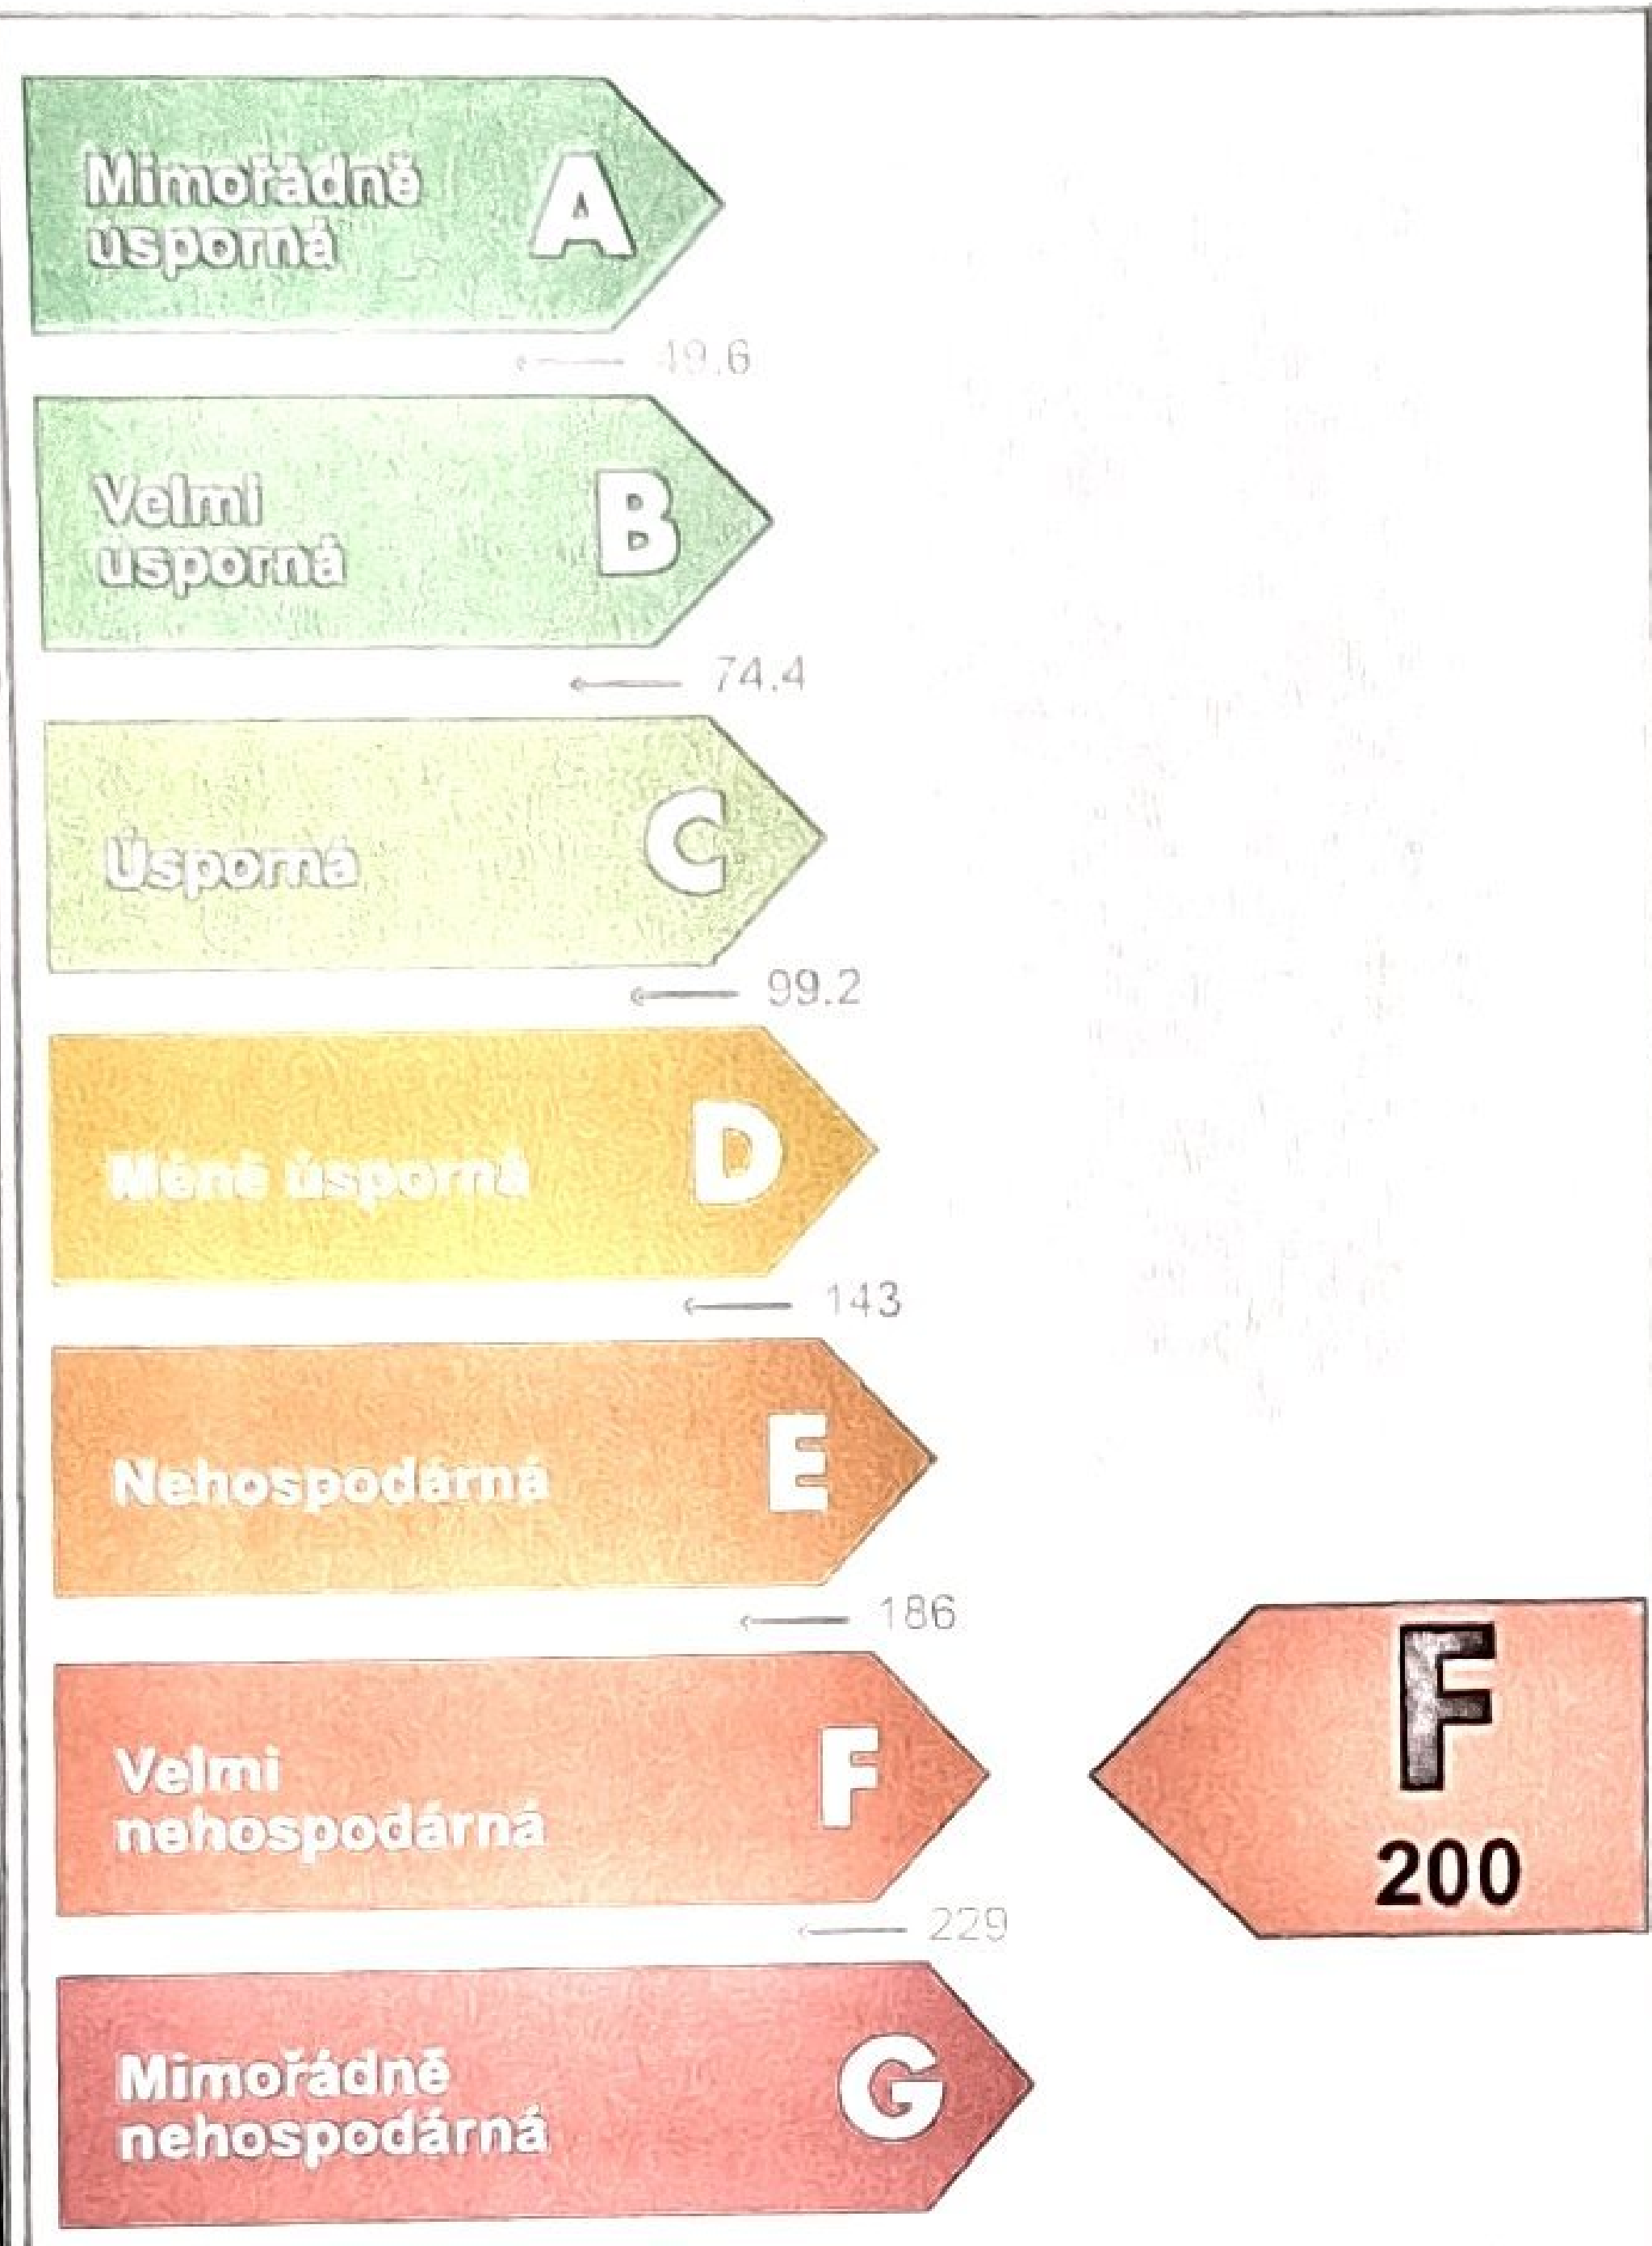 Mimořádně
úsporná
A
49.6
Velmi
úsporná
B
74.4
Úsporná
C
99.2
Méně úsporná
D
143
Nehospodárná
E
186
Velmi
nehospodárná
F
F
200
229
Mimořádně
nehospodárná
G